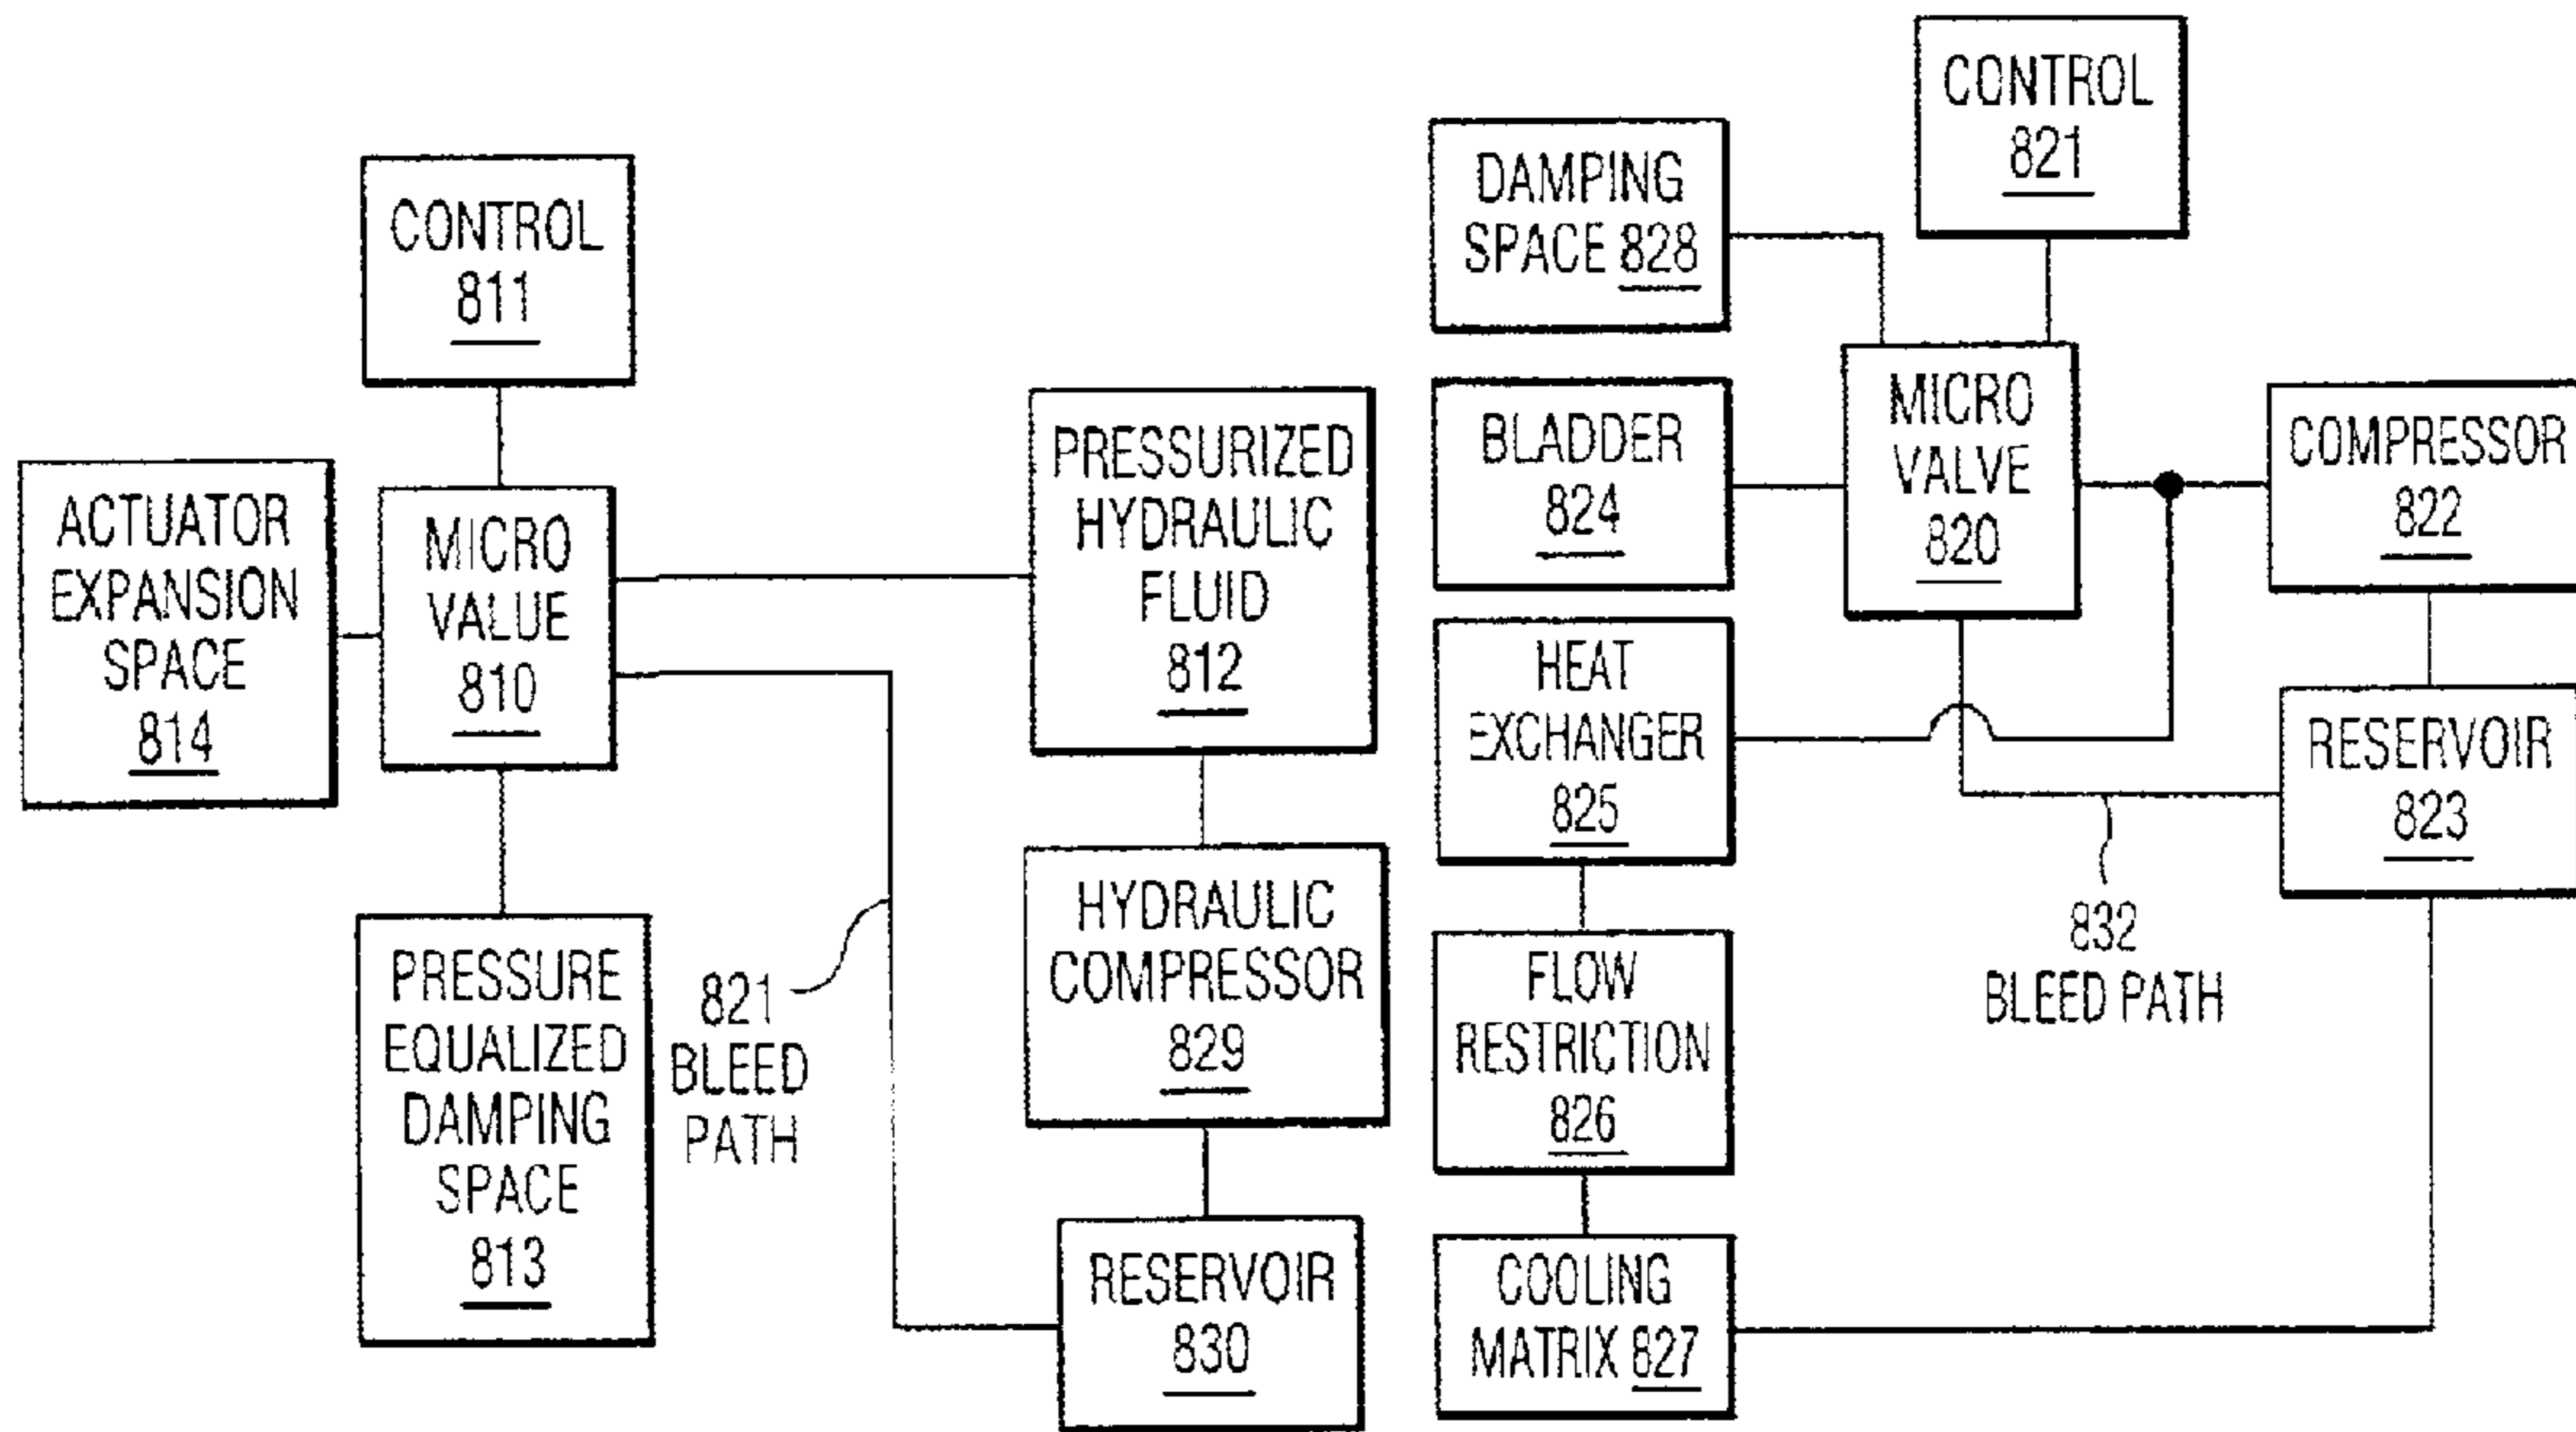 CONTROL
811
ACTUATOR
EXPANSION
SPACE
814
MICRO
VALUE
810
PRESSURE
EQUALIZED
DAMPING
SPACE
813
821
BLEED
PATH
PRESSURIZED
HYDRAULIC
FLUID
812
HYDRAULIC
COMPRESSOR
829
RESERVOIR
830
DAMPING
SPACE 828
CONTROL
821
BLADDER
824
MICRO
VALVE
820
COMPRESSOR
822
HEAT
EXCHANGER
825
RESERVOIR
823
832
BLEED PATH
FLOW
RESTRICTION
826
COOLING
MATRIX 827